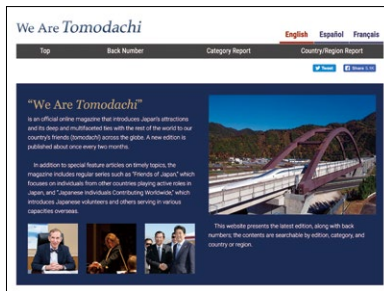 We Are Tomodachi
English Español Français
Top Back Number Category Report Country/Region Report
Tweet Share
"We Are Tomodachi"
is an official online magazine that introduces Japan's attractions
and its deep and multifaceted ties with the rest of the world to our
country's friends (tomodachi) across the globe. A new edition is
published about once every two months.
In addition to special feature articles on timely topics, the
magazine includes regular series such as "Friends of Japan," which
focuses on individuals from other countries playing active roles in
Japan, and "Japanese Individuals Contributing Worldwide," which
introduces Japanese volunteers and others serving in various
capacities overseas.
This website presents the latest edition, along with back
numbers; the contents are searchable by edition, category, and
country or region.